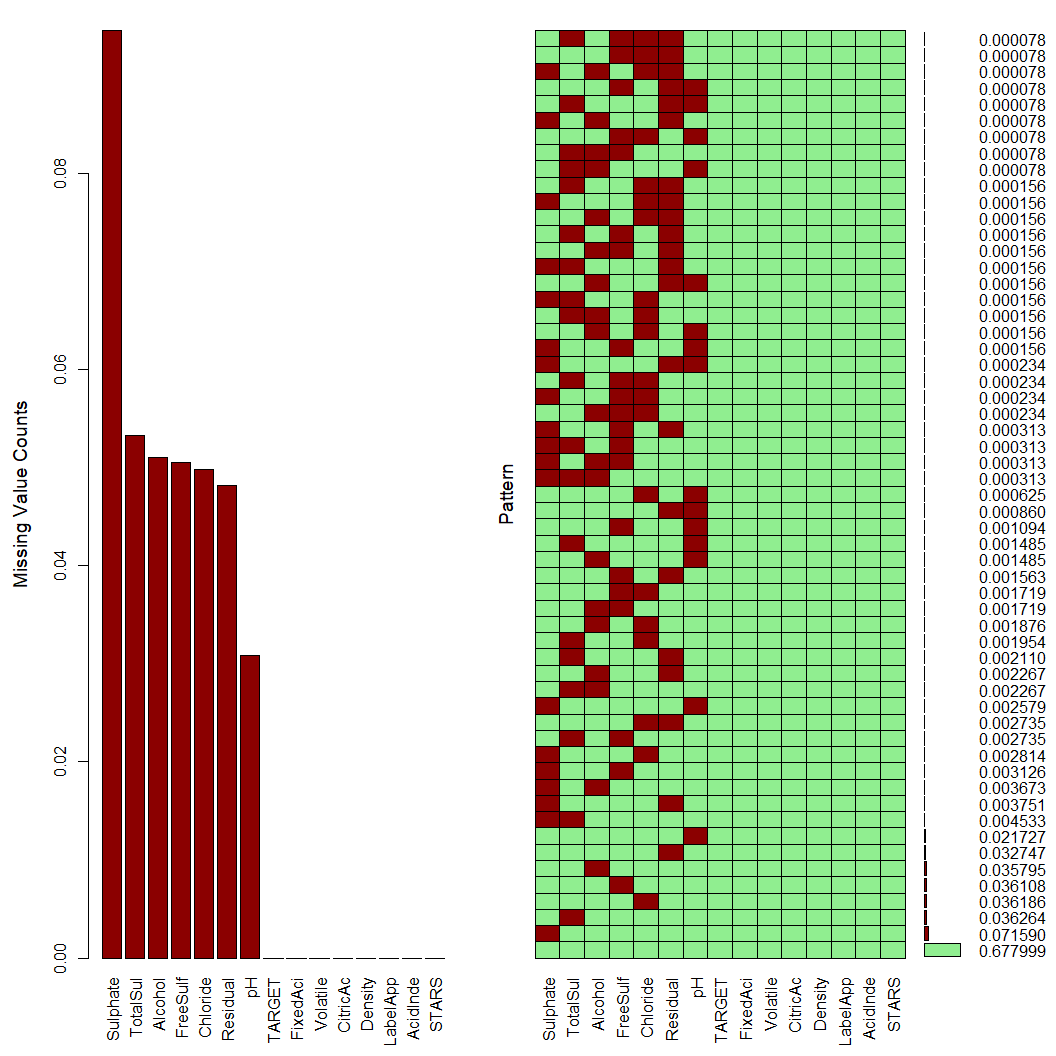 Missing Value Counts
0.00
0.02
0.04
0.06
0.08
Sulphate
TotalSul
Alcohol
FreeSulf
Chloride
Residual
pH
TARGET
FixedAci
Volatile
CitricAc
Density
LabelApp
AcidInde
STARS
Pattern
0.000078
0.000078
0.000078
0.000078
0.000078
0.000078
0.000078
0.000078
0.000078
0.000156
0.000156
0.000156
0.000156
0.000156
0.000156
0.000156
0.000156
0.000156
0.000156
0.000156
0.000234
0.000234
0.000234
0.000234
0.000313
0.000313
0.000313
0.000313
0.000625
0.000860
0.001094
0.001485
0.001485
0.001563
0.001719
0.001719
0.001876
0.001954
0.002110
0.002267
0.002267
0.002579
0.002735
0.002735
0.002814
0.003126
0.003673
0.003751
0.004533
0.021727
0.032747
0.035795
0.036108
0.036186
0.036264
0.071590
0.677999
Sulphate
TotalSul
Alcohol
FreeSulf
Chloride
Residual
pH
TARGET
FixedAci
Volatile
CitricAc
Density
LabelApp
AcidInde
STARS